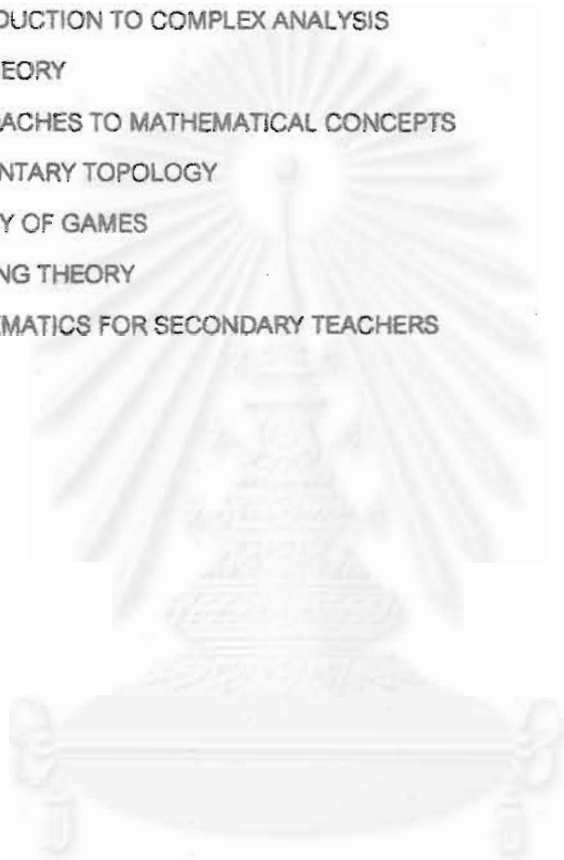 DUCTION TO COMPLEX ANALYSIS
EORY
ACHES TO MATHEMATICAL CONCEPTS
NTARY TOPOLOGY
Y OF GAMES
NG THEORY
MATICS FOR SECONDARY TEACHERS